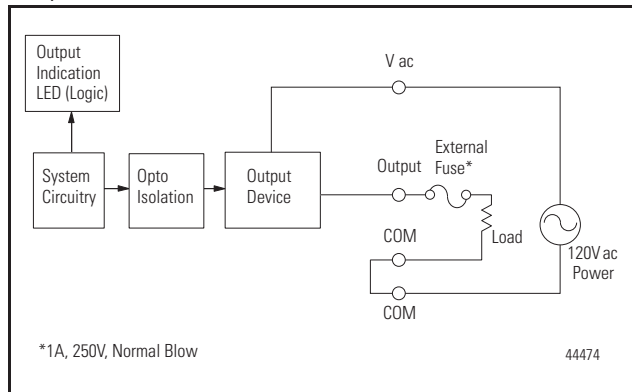 Output
Indication
LED (Logic)
V ac
System
Circuitry
Opto
Isolation
Output
Device
Output
External
Fuse*
Load
COM
COM
120V ac
Power
*1A, 250V, Normal Blow
44474